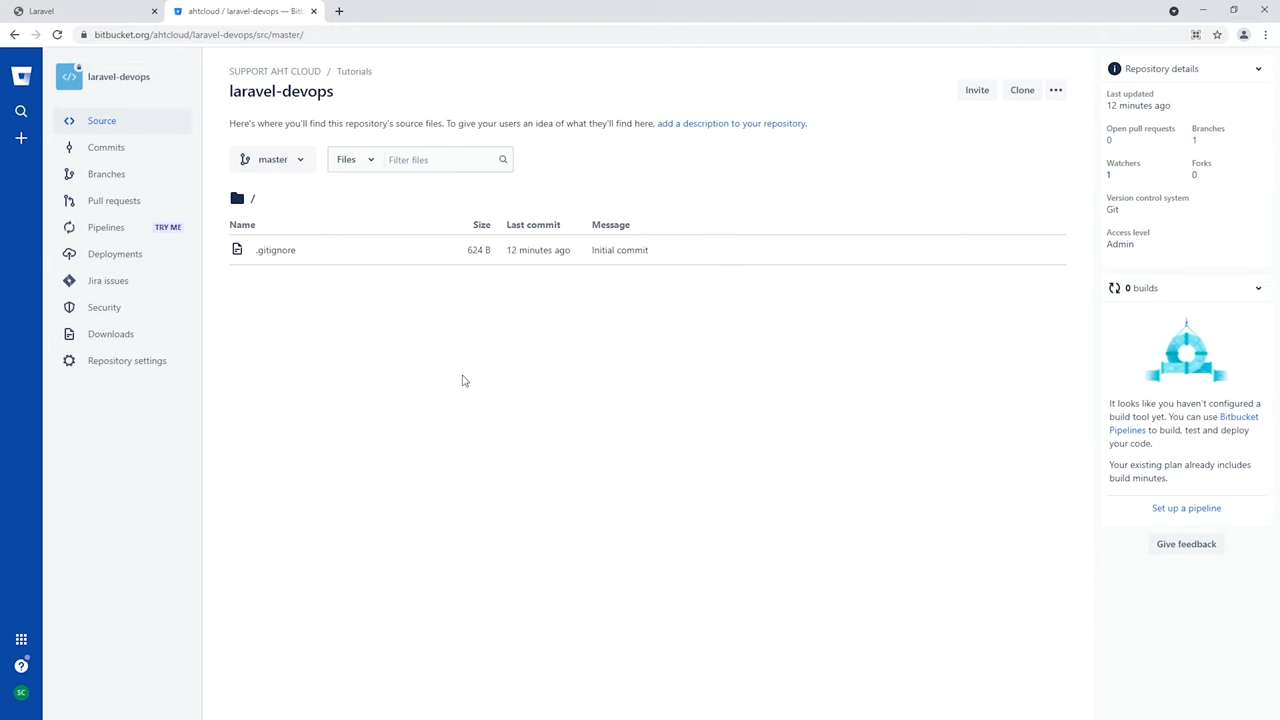 Laravel
ahtcloud / laravel-devops — Bitb
bitbucket.org/ahtcloud/laravel-devops/src/master/
laravel-devops
Source
Commits
Branches
Pull requests
Pipelines TRY ME
Deployments
Jira issues
Security
Downloads
Repository settings
SC
SUPPORT AHT CLOUD / Tutorials
laravel-devops
Invite Clone
Here's where you'll find this repository's source files. To give your users an idea of what they'll find here, add a description to your repository.
master Files Filter files
/
Name Size Last commit Message
.gitignore 624 B 12 minutes ago Initial commit
Repository details
Last updated
12 minutes ago
Open pull requests Branches
0 1
Watchers Forks
1 0
Version control system
Git
Access level
Admin
0 builds
It looks like you haven't configured a
build tool yet. You can use Bitbucket
Pipelines to build, test and deploy
your code.
Your existing plan already includes
build minutes.
Set up a pipeline
Give feedback